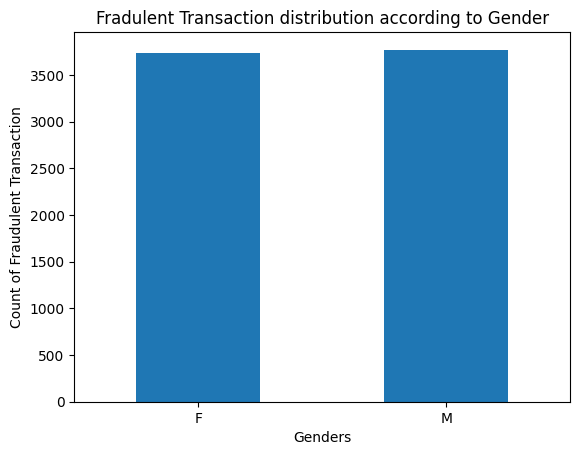 Fradulent Transaction distribution according to Gender
Count of Fraudulent Transaction
3500
3000
2500
2000
1500
1000
500
0
F M
Genders